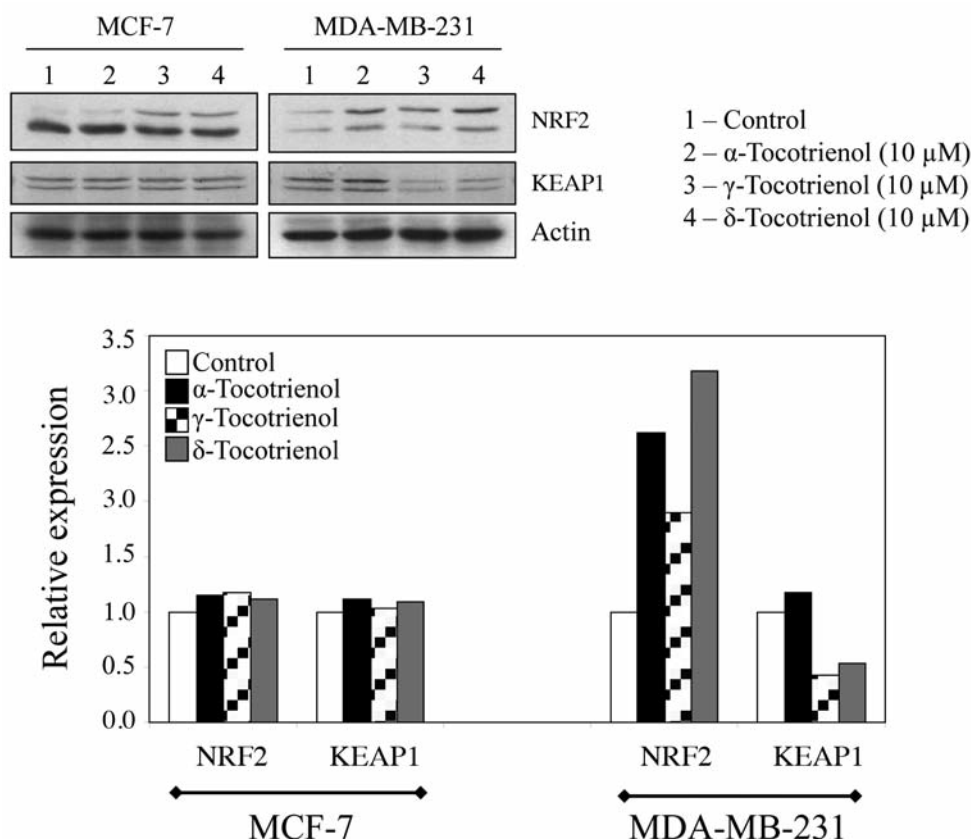 MCF-7 MDA-MB-231
1 2 3 4 1 2 3 4
NRF2
KEAP1
Actin
1 – Control
2 – α-Tocotrienol (10 µM)
3 – γ-Tocotrienol (10 µM)
4 – δ-Tocotrienol (10 µM)
Relative expression
3.5
3.0
2.5
3.0
1.5
1.0
0.5
0.0
Control
α-Tocotrienol
γ-Tocotrienol
δ-Tocotrienol
NRF2 KEAP1 NRF2 KEAP1
MCF-7 MDA-MB-231